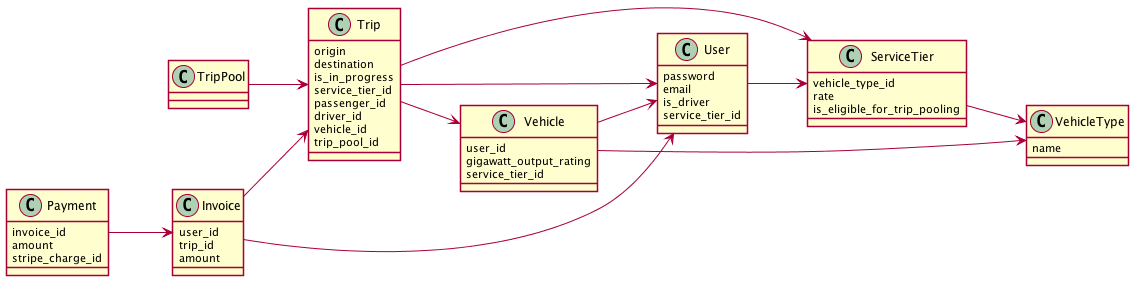 C TripPool
C Trip
origin
destination
is_in_progress
service_tier_id
passenger_id
driver_id
vehicle_id
trip_pool_id
C Payment
invoice_id
amount
stripe_charge_id
C Invoice
user_id
trip_id
amount
C Vehicle
user_id
gigawatt_output_rating
service_tier_id
C User
password
email
is_driver
service_tier_id
C ServiceTier
vehicle_type_id
rate
is_eligible_for_trip_pooling
C VehicleType
name